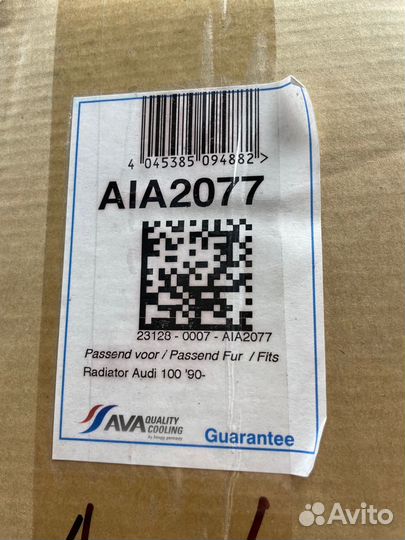 4 045385 094882 >
AIA2077
23128 - 0007 - AIA2077
Passend voor / Passend Fur / Fits
Radiator Audi 100 '90-
AVA QUALITY
COOLING
Guarantee
Avito